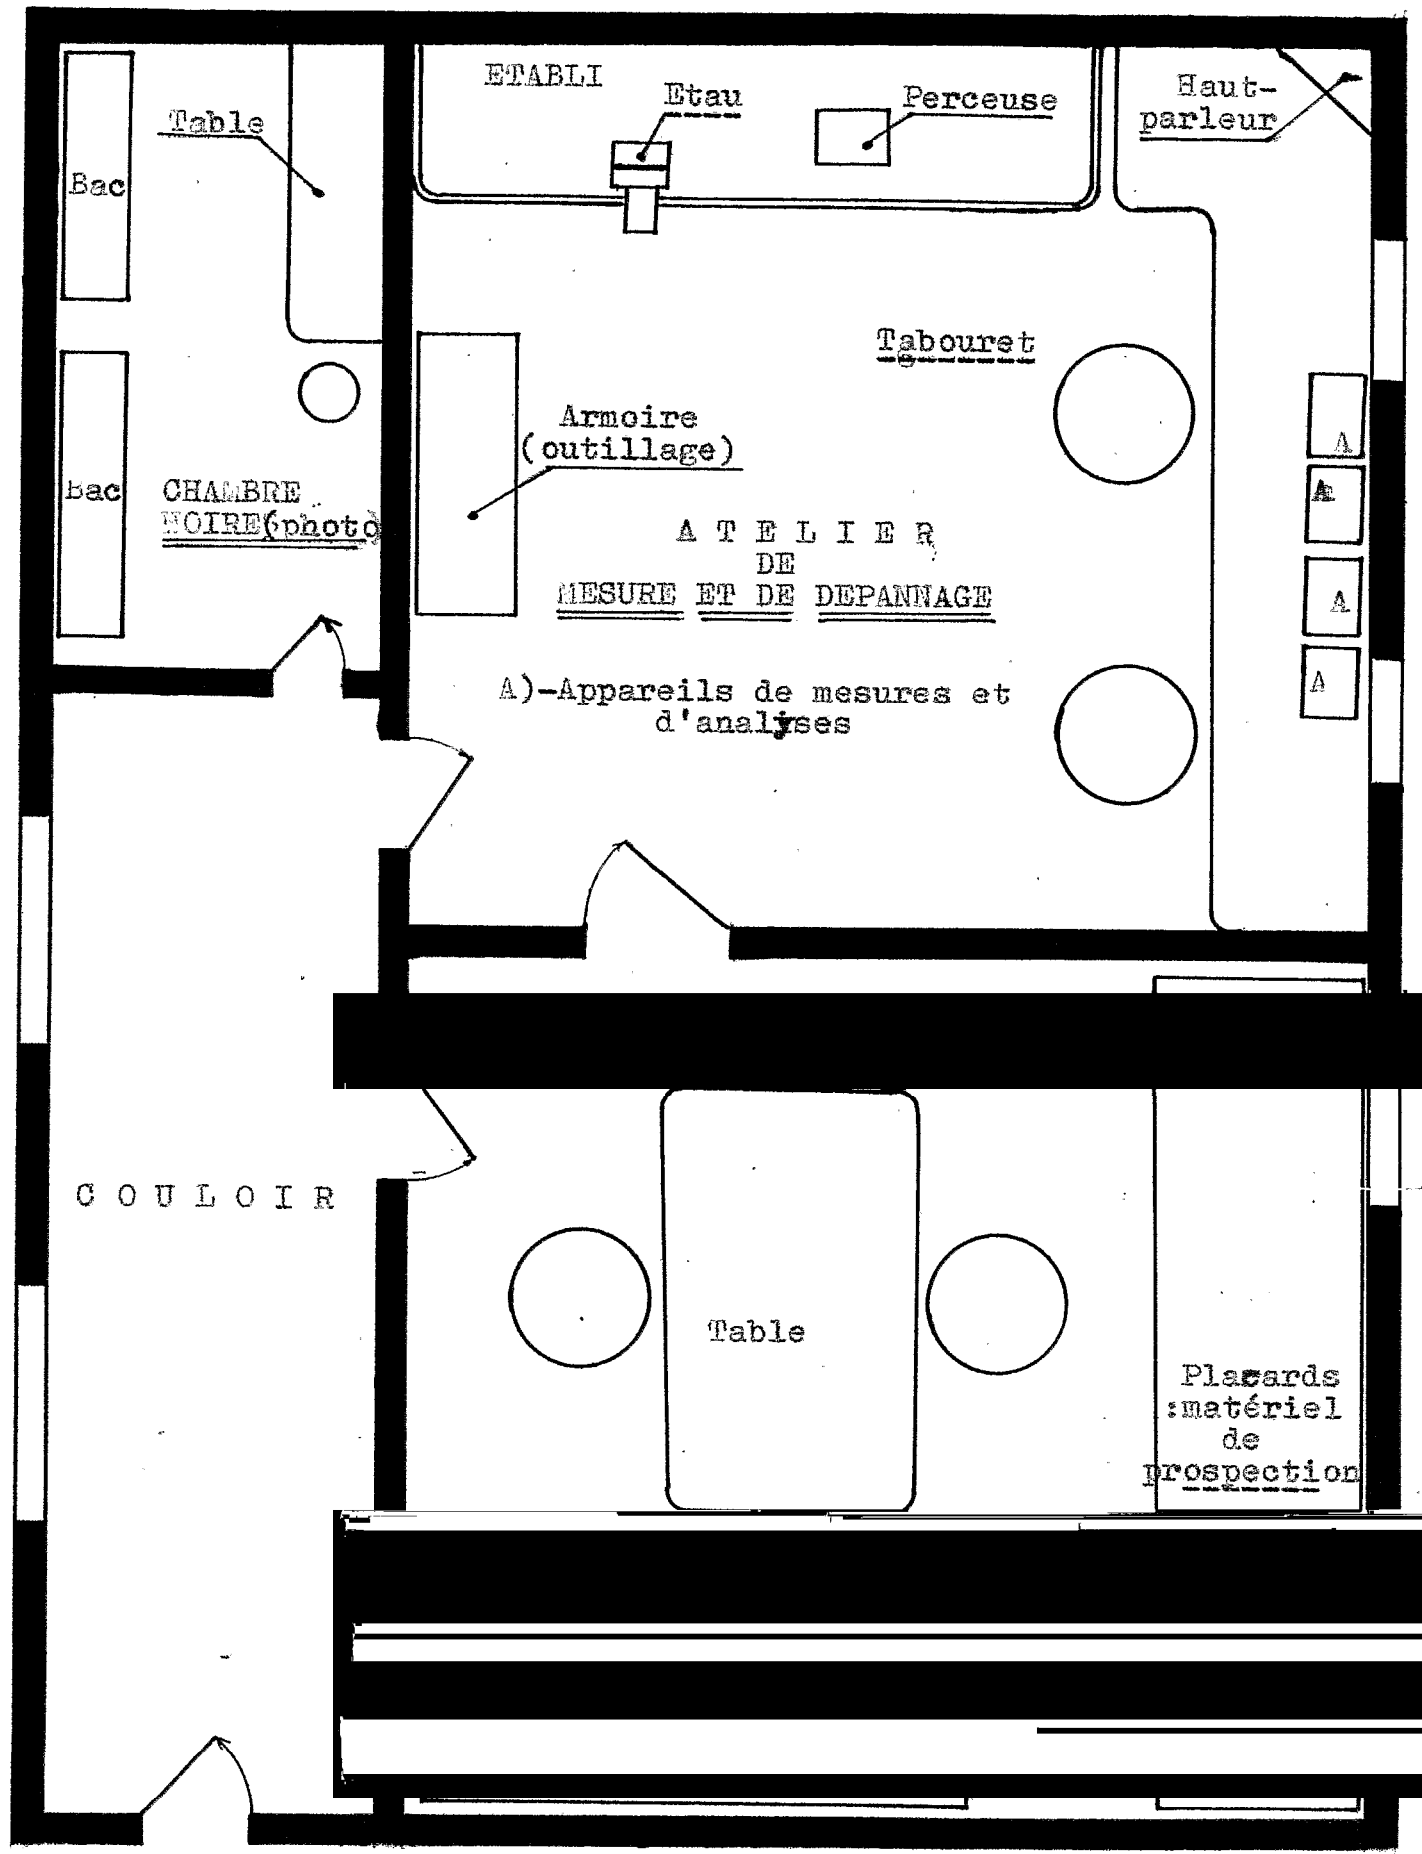 ETABLI
Etau
Perceuse
Haut-
parleur
Table
Bac
Tabouret
Armoire
(outillage)
Bac
CHAMBRE
NOIRE(photo)
A
A
A
A
A T E L I E R
DE
MESURE ET DE DEPANNAGE
A)-Appareils de mesures et
d'analyses
C O U L O I R
Table
Placards
:matériel
de
prospection